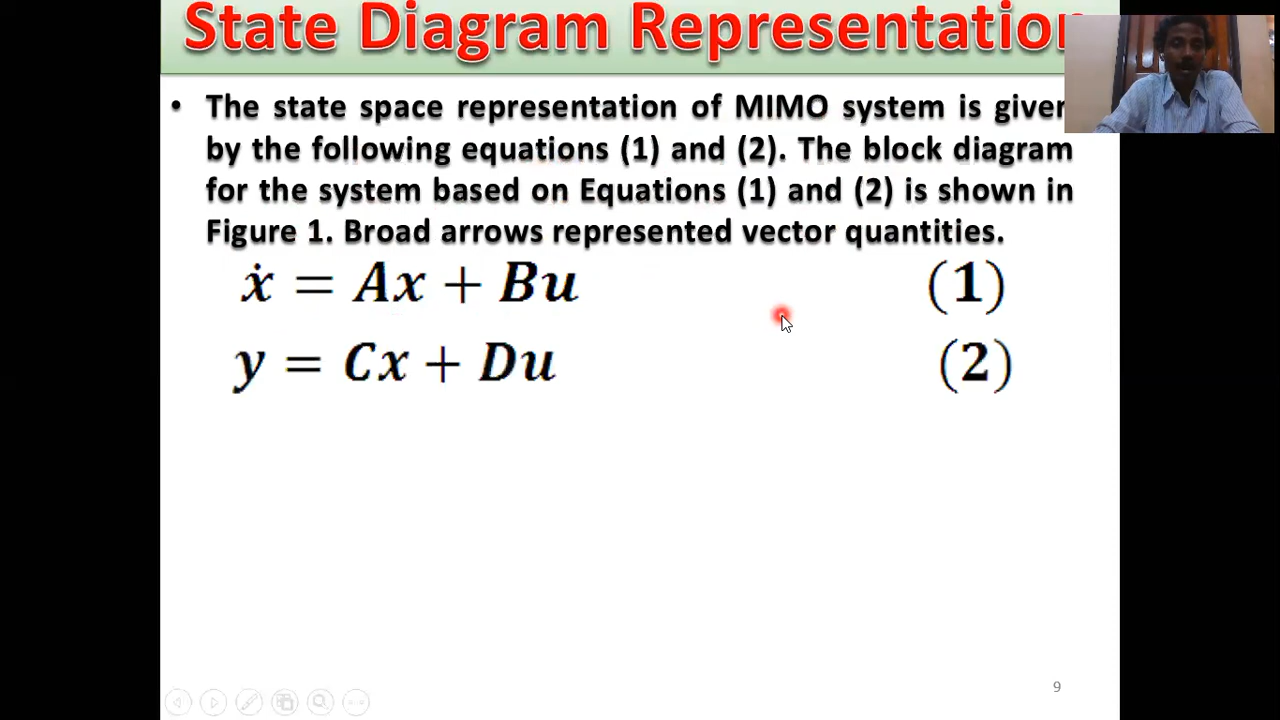 State Diagram Representation
• The state space representation of MIMO system is given
by the following equations (1) and (2). The block diagram
for the system based on Equations (1) and (2) is shown in
Figure 1. Broad arrows represented vector quantities.
ẋ = Ax + Bu (1)
y = Cx + Du (2)
9